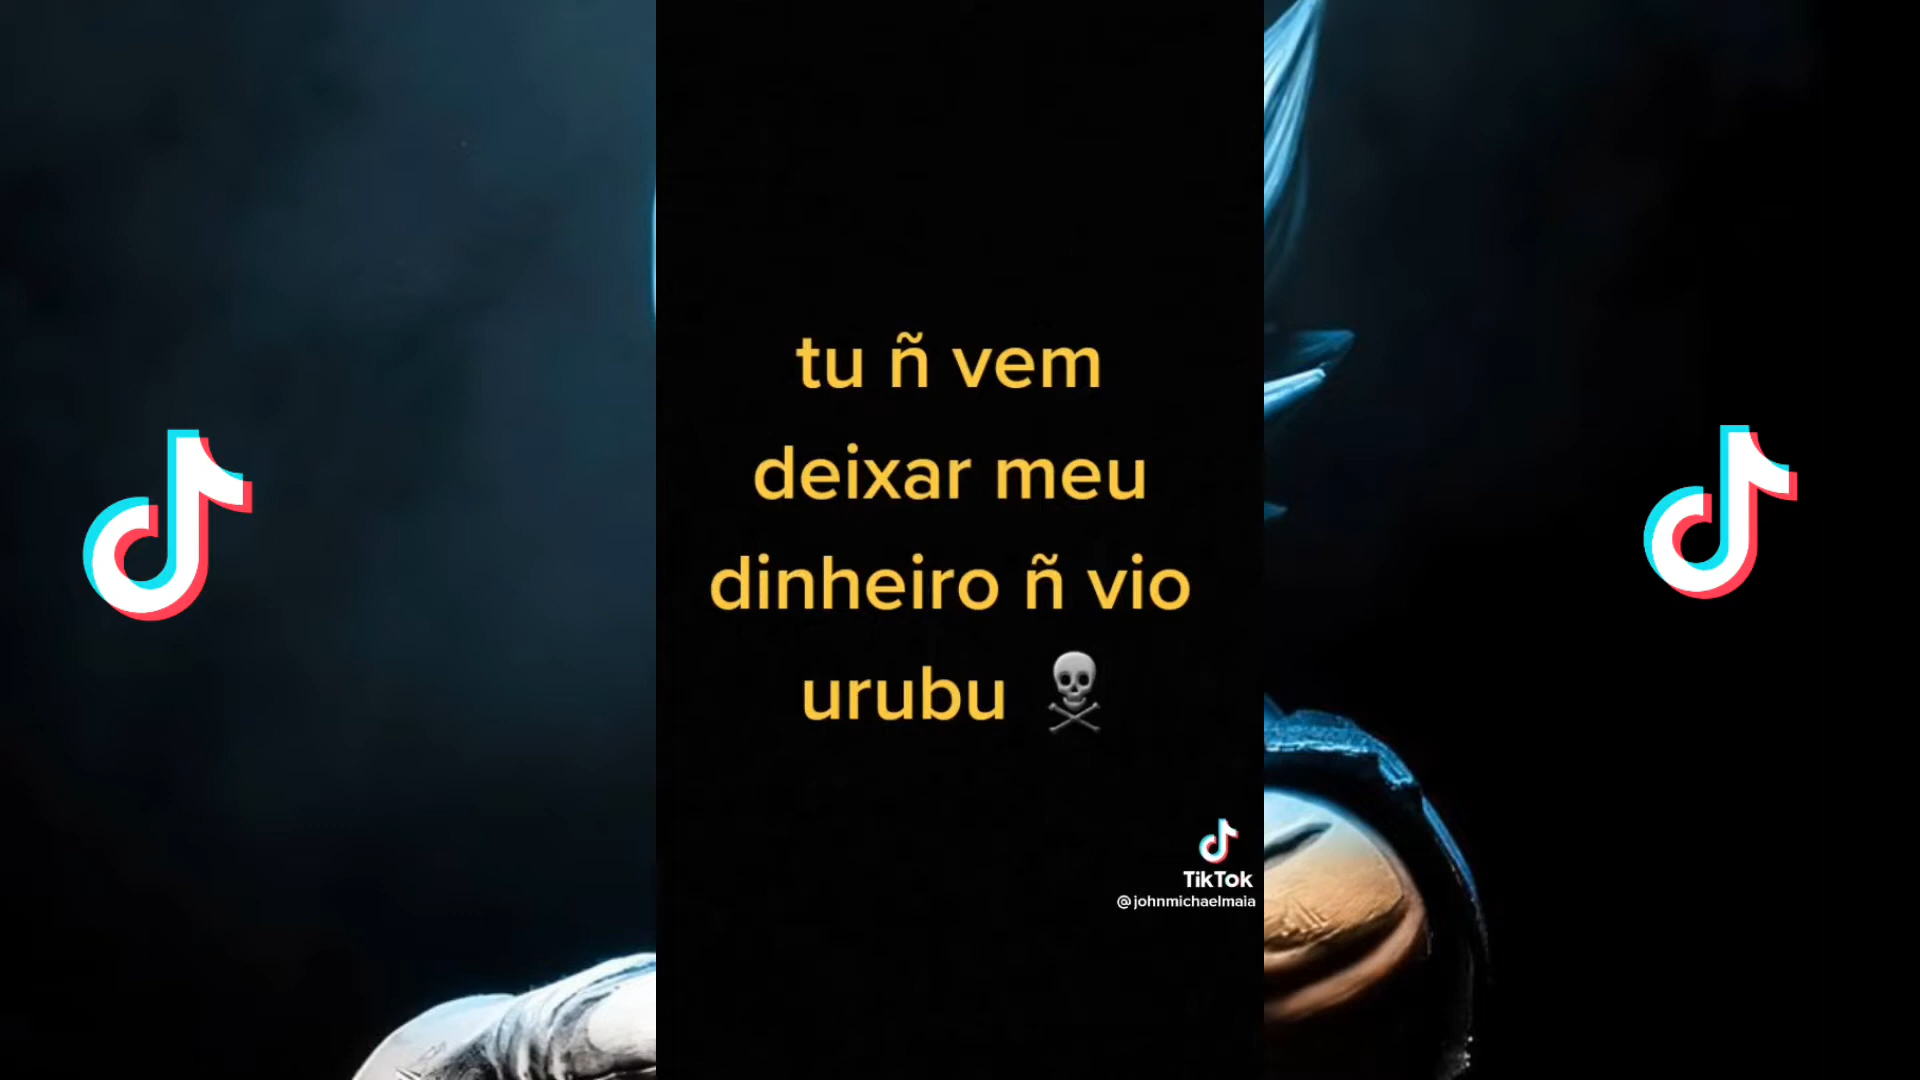 tu ñ vem
deixar meu
dinheiro ñ vio
urubu ☠
TikTok
@johnmichaelmaia